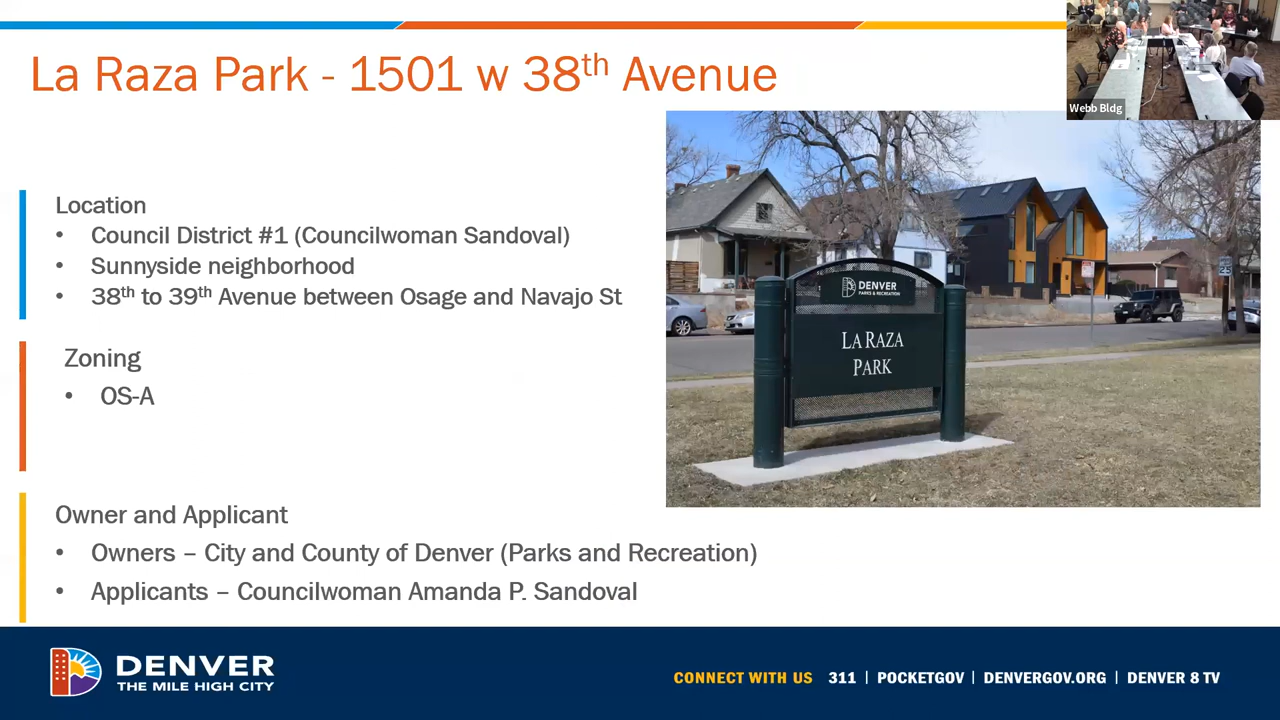 La Raza Park - 1501 w 38th Avenue
Webb Bldg
Location
• Council District #1 (Councilwoman Sandoval)
• Sunnyside neighborhood
• 38th to 39th Avenue between Osage and Navajo St
Zoning
• OS-A
Owner and Applicant
• Owners – City and County of Denver (Parks and Recreation)
• Applicants – Councilwoman Amanda P. Sandoval
DENVER
PARKS & RECREATION
LA RAZA
PARK
25
DENVER
THE MILE HIGH CITY
CONNECT WITH US 311 | POCKETGOV | DENVERGOV.ORG | DENVER 8 TV